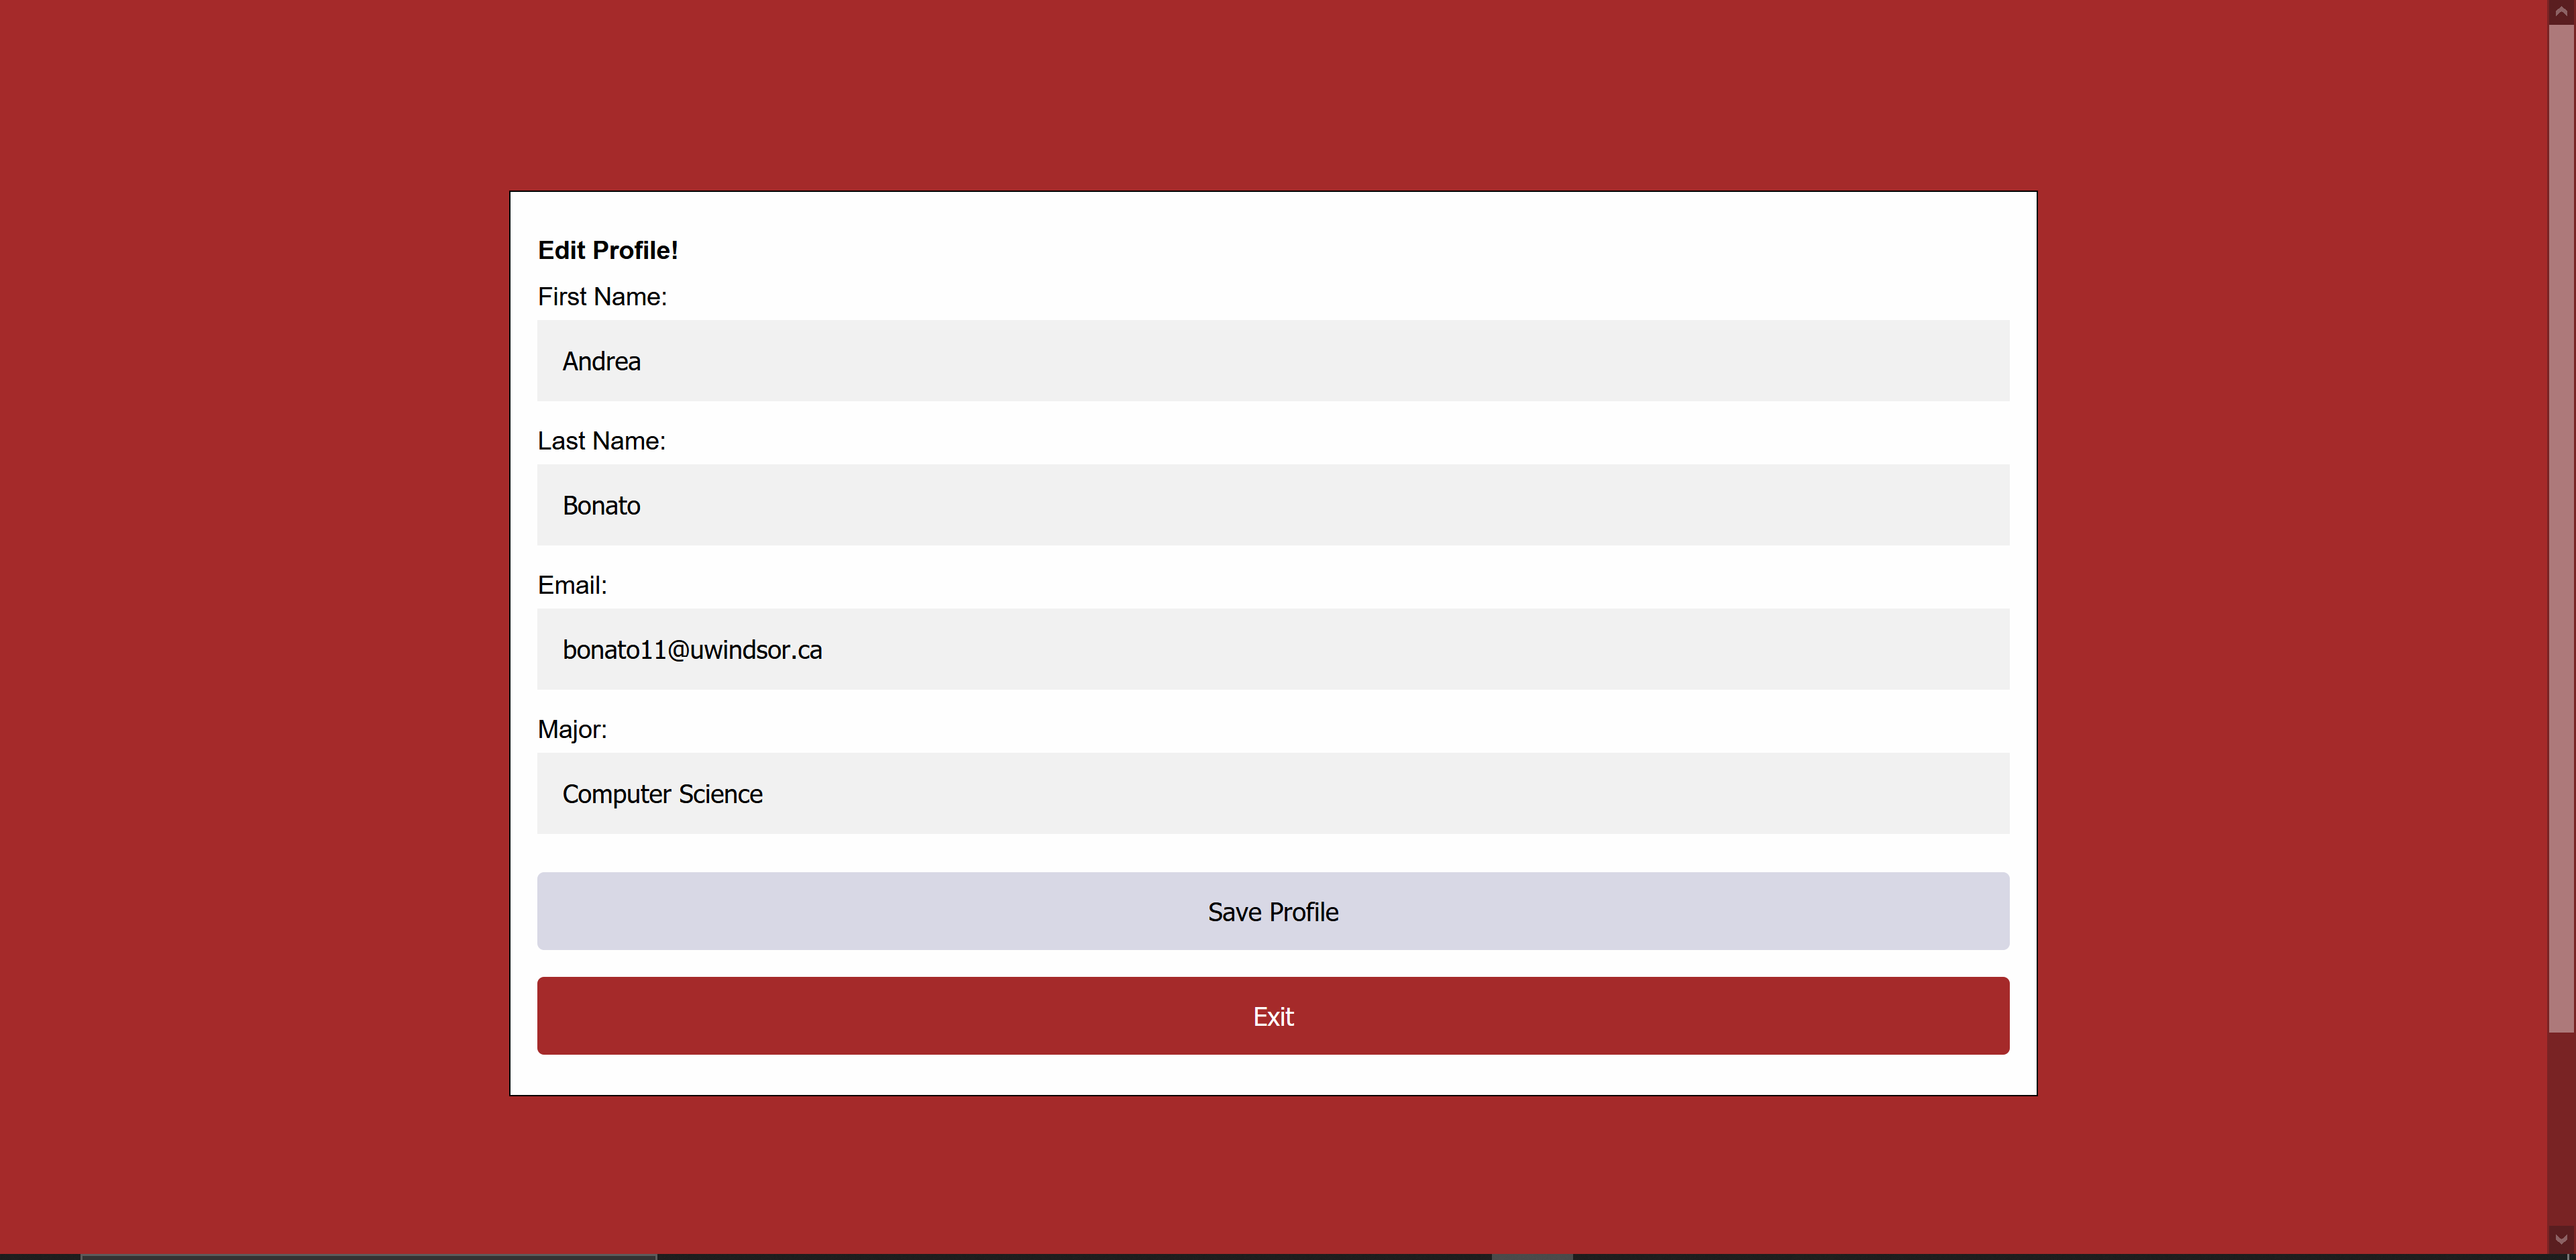 Edit Profile!
First Name:
Andrea
Last Name:
Bonato
Email:
bonato11@uwindsor.ca
Major:
Computer Science
Save Profile
Exit